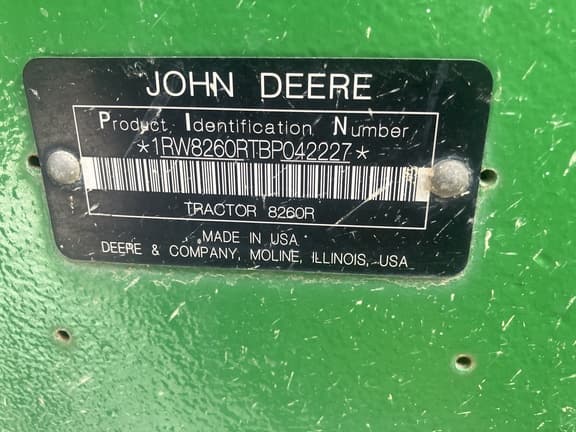 JOHN DEERE
Product Identification Number
*1RW8260RTBP042227*
TRACTOR 8260R
MADE IN USA
DEERE & COMPANY, MOLINE, ILLINOIS, USA